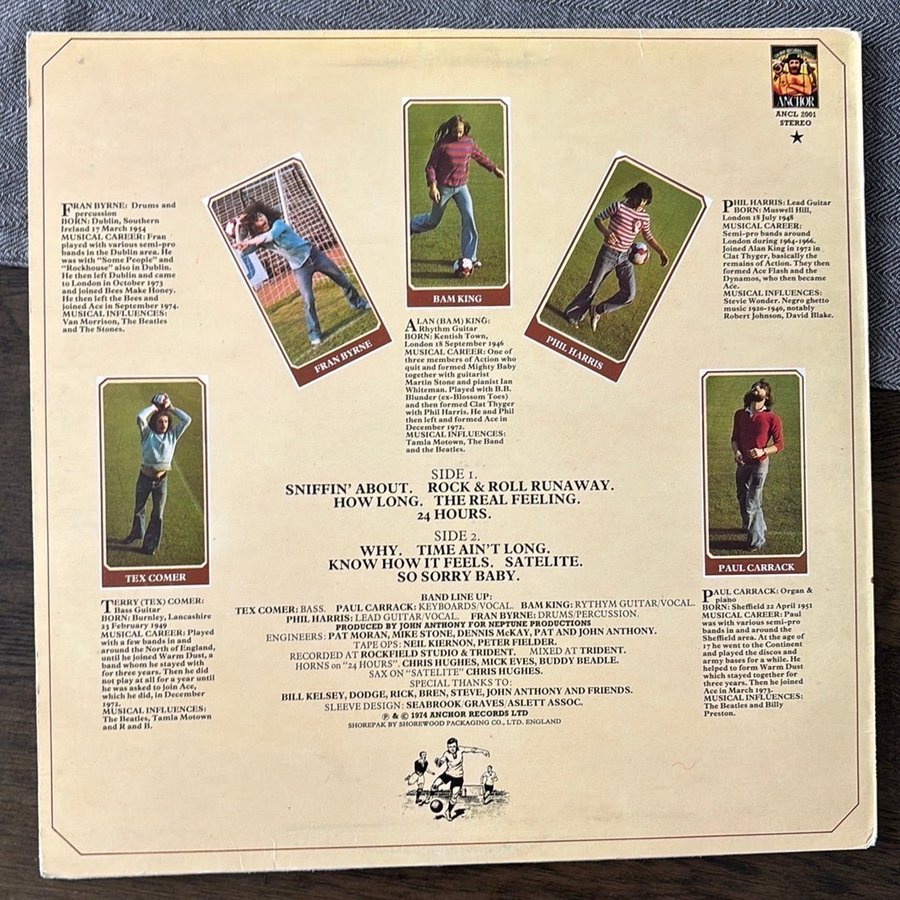 ANCHOR
ANCL 2001
STEREO
FRAN BYRNE: Drums and
percussion
BORN: Dublin, Southern
Ireland 17 March 1954
MUSICAL CAREER: Fran
played with various semi-pro
bands in the Dublin area. He
was with "Some People" and
"Rockhouse" also in Dublin.
He then left Dublin and came
to London in October 1973
and joined Bees Make Honey.
He then left the Bees and
joined Ace in September 1974.
MUSICAL INFLUENCES:
Van Morrison, The Beatles
and The Stones.
FRAN BYRNE
BAM KING
ALAN (BAM) KING:
Rhythm Guitar
BORN: Kentish Town,
London 18 September 1946
MUSICAL CAREER: One of
three members of Action who
quit and formed Mighty Baby
together with guitarist
Martin Stone and pianist Ian
Whiteman. Played with B.B.
Blunder (ex-Blossom Toes)
and then formed Clat Thyger
with Phil Harris. He and Phil
then left and formed Ace in
December 1972.
MUSICAL INFLUENCES:
Tamla Motown, The Band
and the Beatles.
PHIL HARRIS
PHIL HARRIS: Lead Guitar
BORN: Muswell Hill,
London 18 July 1948
MUSICAL CAREER:
Semi-pro bands around
London during 1964-1966.
Joined Alan King in 1972 in
Clat Thyger, basically the
remains of Action. They then
formed Ace Flash and the
Dynamos, who then became
Ace.
MUSICAL INFLUENCES:
Stevie Wonder. Negro ghetto
music 1920-1940, notably
Robert Johnson, David Blake.
TEX COMER
TERRY (TEX) COMER:
Bass Guitar
BORN: Burnley, Lancashire
23 February 1949
MUSICAL CAREER: Played
with a few bands in and
around the North of England,
until he joined Warm Dust, a
band whom he stayed with
for three years. Then he did
not play at all for a year until
he was asked to join Ace,
which he did, in December
1972.
MUSICAL INFLUENCES:
The Beatles, Tamla Motown
and R and B.
SIDE 1.
SNIFFIN' ABOUT. ROCK & ROLL RUNAWAY.
HOW LONG. THE REAL FEELING.
24 HOURS.
SIDE 2.
WHY. TIME AIN'T LONG.
KNOW HOW IT FEELS. SATELITE.
SO SORRY BABY.
BAND LINE UP:
TEX COMER: BASS. PAUL CARRACK: KEYBOARDS/VOCAL. BAM KING: RYTHYM GUITAR/VOCAL.
PHIL HARRIS: LEAD GUITAR/VOCAL. FRAN BYRNE: DRUMS/PERCUSSION.
PRODUCED BY JOHN ANTHONY FOR NEPTUNE PRODUCTIONS
ENGINEERS: PAT MORAN, MIKE STONE, DENNIS McKAY, PAT AND JOHN ANTHONY.
TAPE OPS: NEIL KIERNON, PETER FIELDER.
RECORDED AT ROCKFIELD STUDIO & TRIDENT. MIXED AT TRIDENT.
HORNS on "24 HOURS". CHRIS HUGHES, MICK EVES, BUDDY BEADLE.
SAX ON "SATELITE" CHRIS HUGHES.
SPECIAL THANKS TO:
BILL KELSEY, DODGE, RICK, BREN, STEVE, JOHN ANTHONY AND FRIENDS.
SLEEVE DESIGN: SEABROOK/GRAVES/ASLETT ASSOC.
℗ & © 1974 ANCHOR RECORDS LTD
SHOREPAK BY SHOREWOOD PACKAGING CO., LTD. ENGLAND
PAUL CARRACK
PAUL CARRACK: Organ &
piano
BORN: Sheffield 22 April 1951
MUSICAL CAREER: Paul
was with various semi-pro
bands in and around the
Sheffield area. At the age of
17 he went to the Continent
and played the discos and
army bases for a while. He
helped to form Warm Dust
which stayed together for
three years. Then he joined
Ace in March 1973.
MUSICAL INFLUENCES:
The Beatles and Billy
Preston.